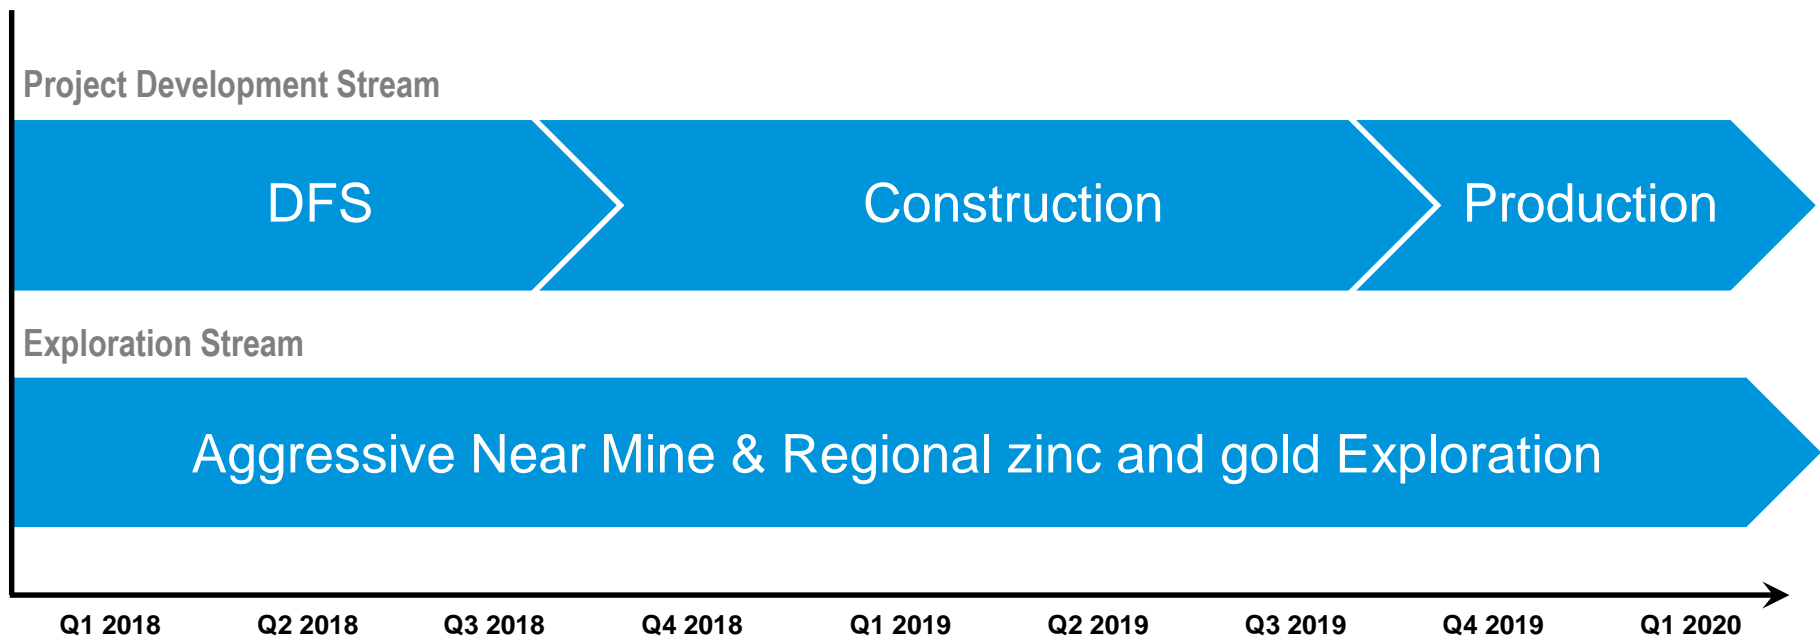 Project Development Stream
DFS
Construction
Production
Exploration Stream
Aggressive Near Mine & Regional zinc and gold Exploration
Q1 2018
Q2 2018
Q3 2018
Q4 2018
Q1 2019
Q2 2019
Q3 2019
Q4 2019
Q1 2020